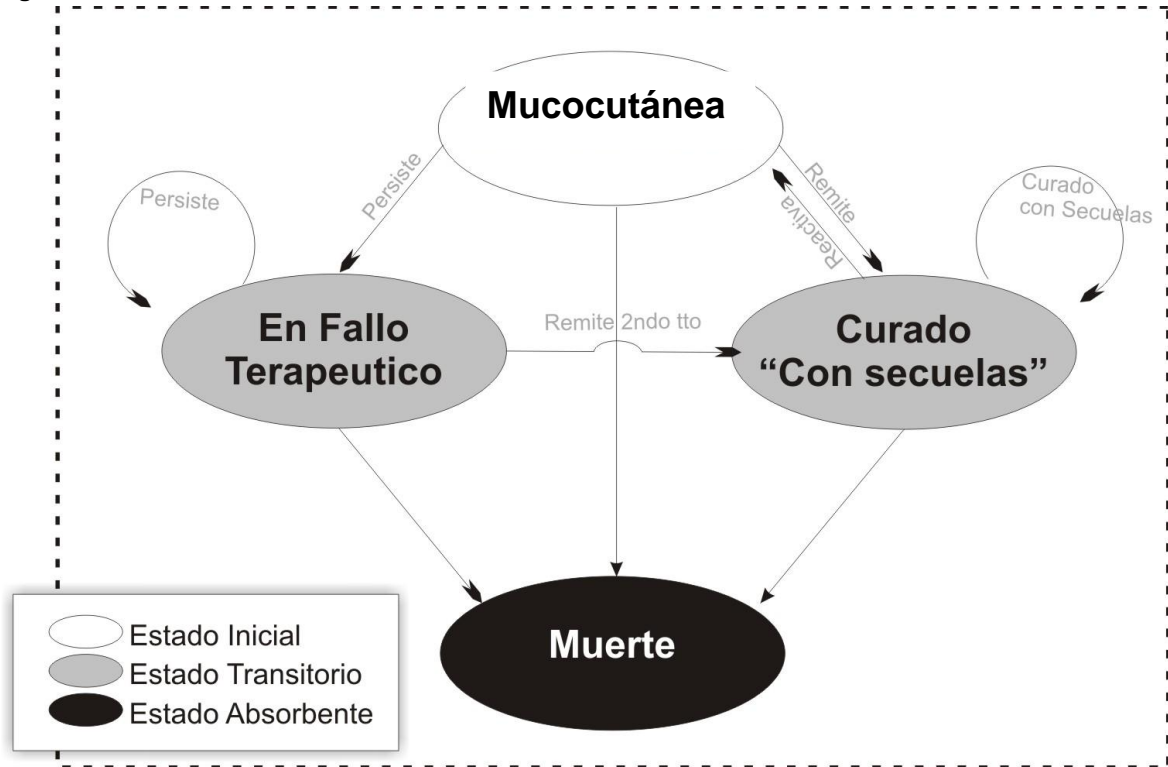 Mucocutánea
Persiste
Persiste
Remite
Reactiva
Curado
con Secuelas
En Fallo
Terapeutico
Remite 2ndo tto
Curado
“Con secuelas”
Muerte
Estado Inicial
Estado Transitorio
Estado Absorbente